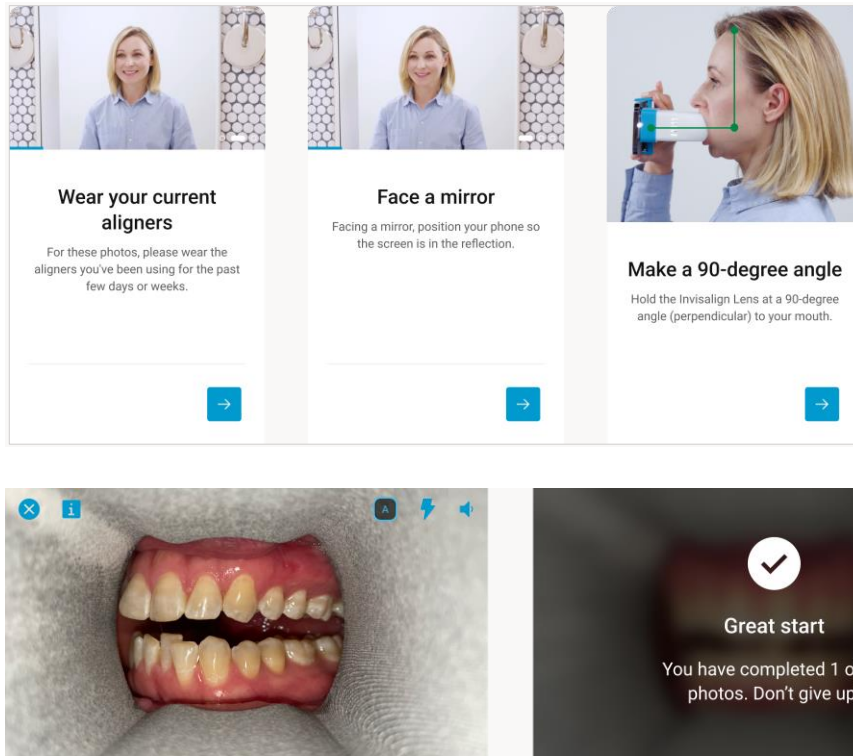 Wear your current
aligners
For these photos, please wear the
aligners you've been using for the past
few days or weeks.
Face a mirror
Facing a mirror, position your phone so
the screen is in the reflection.
Make a 90-degree angle
Hold the Invisalign Lens at a 90-degree
angle (perpendicular) to your mouth.
i
A
Great start
You have completed 1 o
photos. Don't give up